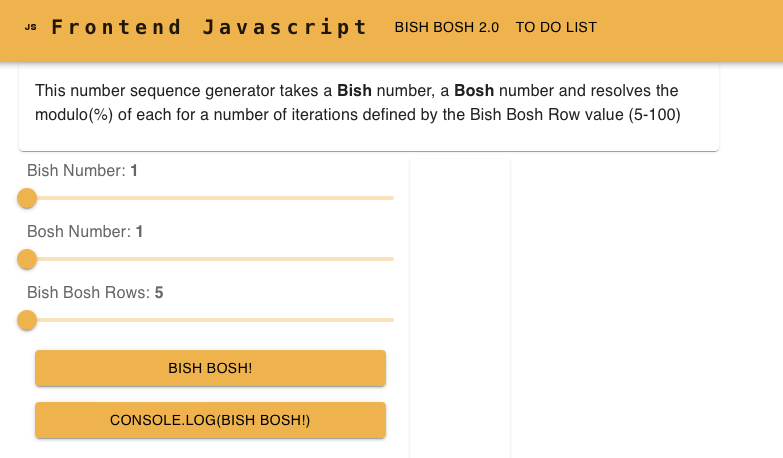 JS Frontend Javascript BISH BOSH 2.0 TO DO LIST
This number sequence generator takes a Bish number, a Bosh number and resolves the
modulo(%) of each for a number of iterations defined by the Bish Bosh Row value (5-100)
Bish Number: 1
Bosh Number: 1
Bish Bosh Rows: 5
BISH BOSH!
CONSOLE.LOG(BISH BOSH!)